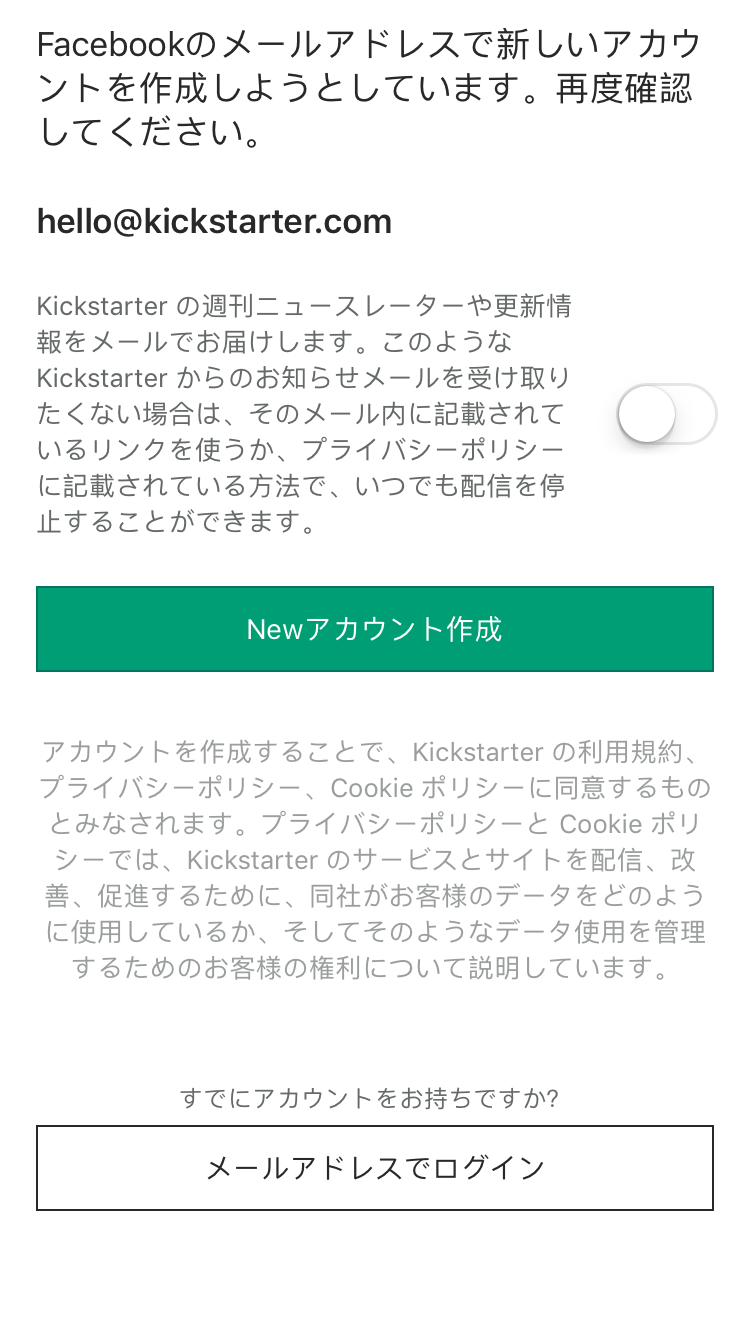 Facebookのメールアドレスで新しいアカウ
ントを作成しようとしています。再度確認
してください。
hello@kickstarter.com
Kickstarter の週刊ニュースレーターや更新情
報をメールでお届けします。このような
Kickstarter からのお知らせメールを受け取り
たくない場合は、そのメール内に記載されて
いるリンクを使うか、プライバシーポリシー
に記載されている方法で、いつでも配信を停
止することができます。
Newアカウント作成
アカウントを作成することで、Kickstarter の利用規約、
プライバシーポリシー、Cookie ポリシーに同意するもの
とみなされます。プライバシーポリシーと Cookie ポリ
シーでは、Kickstarter のサービスとサイトを配信、改
善、促進するために、同社がお客様のデータをどのよう
に使用しているか、そしてそのようなデータ使用を管理
するためのお客様の権利について説明しています。
すでにアカウントをお持ちですか?
メールアドレスでログイン